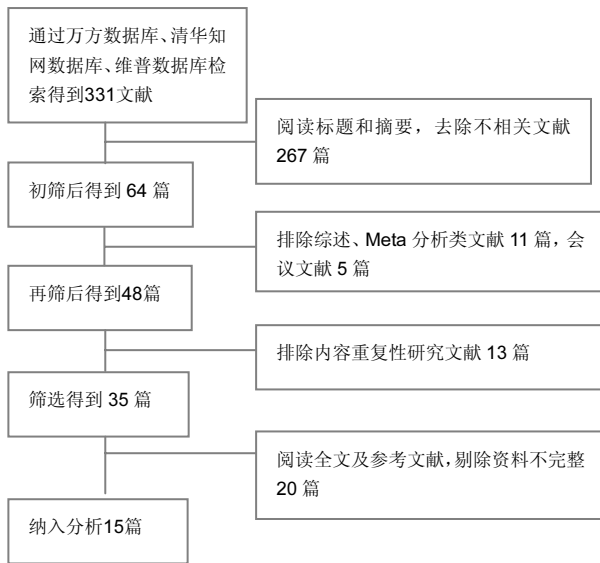 通过万方数据库、清华知
网数据库、维普数据库检
索得到331文献
阅读标题和摘要，去除不相关文献
267 篇
初筛后得到 64 篇
排除综述、Meta 分析类文献 11 篇，会
议文献 5 篇
再筛后得到48篇
排除内容重复性研究文献 13 篇
筛选得到 35 篇
阅读全文及参考文献，剔除资料不完整
20 篇
纳入分析15篇